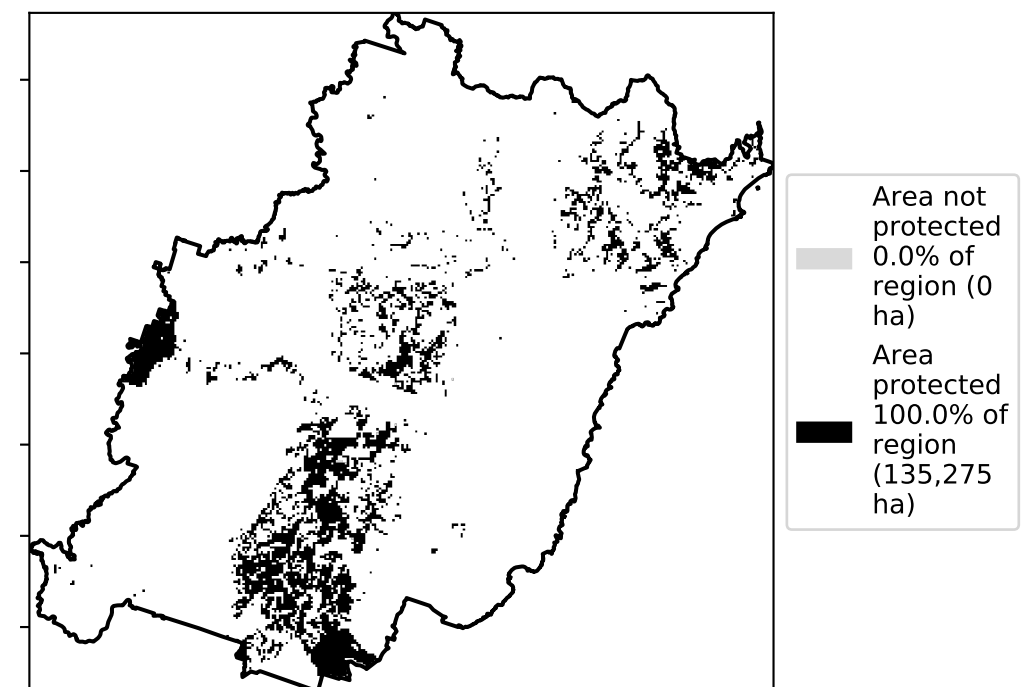 Area not
protected
0.0% of
region (0
ha)
Area
protected
100.0% of
region
(135,275
ha)